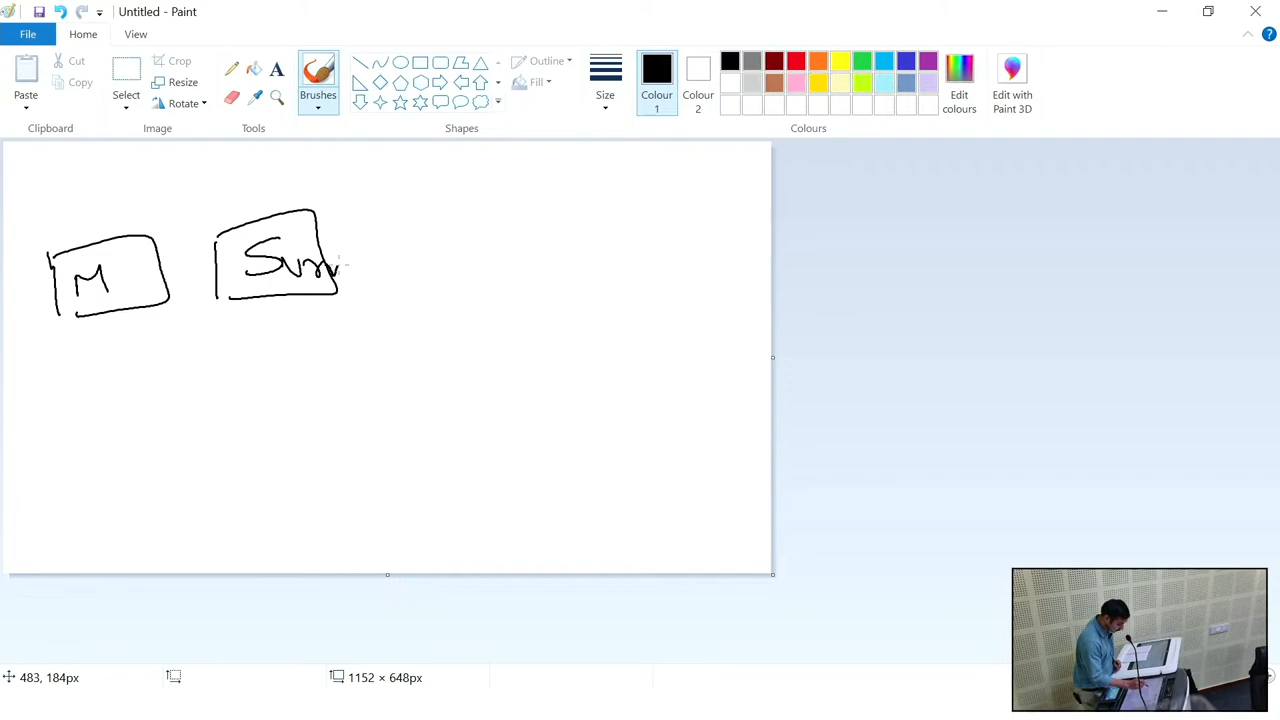 Untitled - Paint
File
Home
View
Paste
Cut
Copy
Clipboard
Select
Crop
Resize
Rotate
Image
Tools
Brushes
Outline
Fill
Shapes
Size
Colour 1
Colour 2
Edit colours
Edit with Paint 3D
Colours
M
483, 184px
1152 × 648px